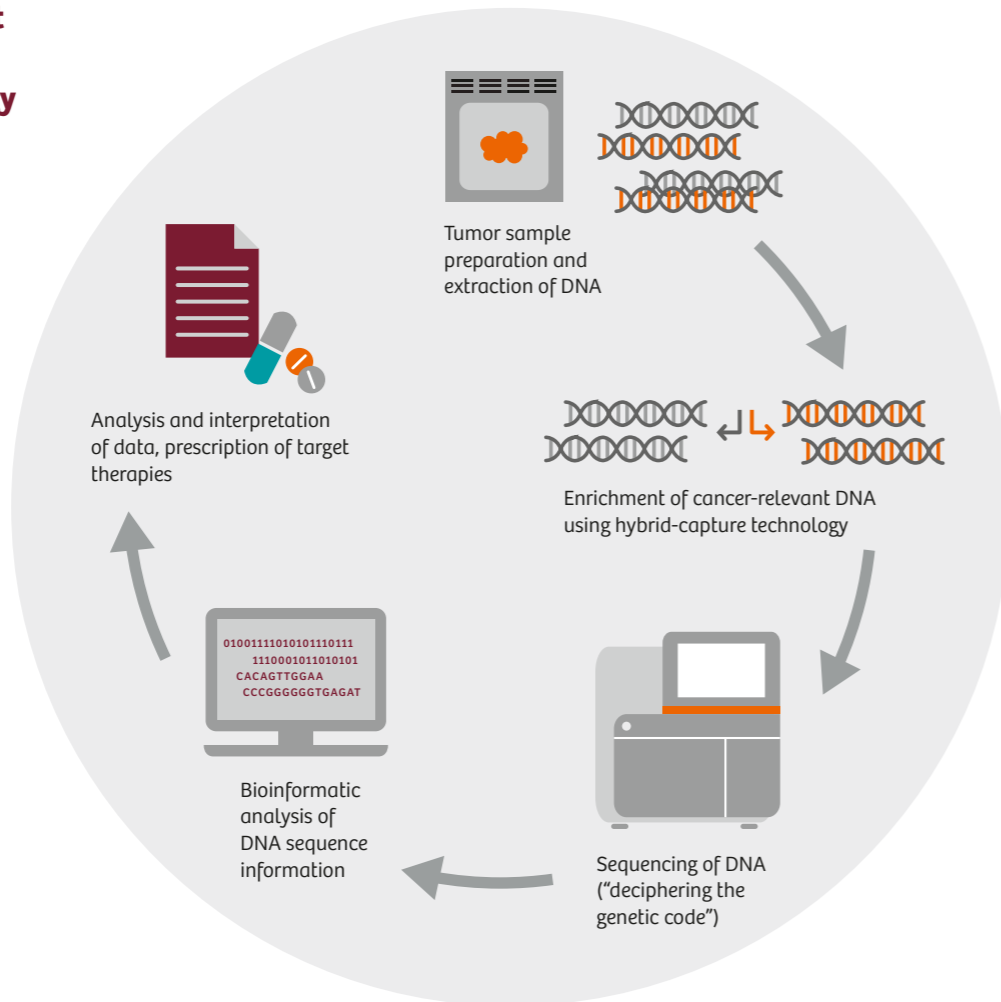 y
Tumor sample
preparation and
extraction of DNA
Enrichment of cancer-relevant DNA
using hybrid-capture technology
Sequencing of DNA
(“deciphering the
genetic code”)
01001111010101110111
1110001011010101
CACAGTTGGAA
CCCGGGGGGTGAGAT
Bioinformatic
analysis of
DNA sequence
information
Analysis and interpretation
of data, prescription of target
therapies